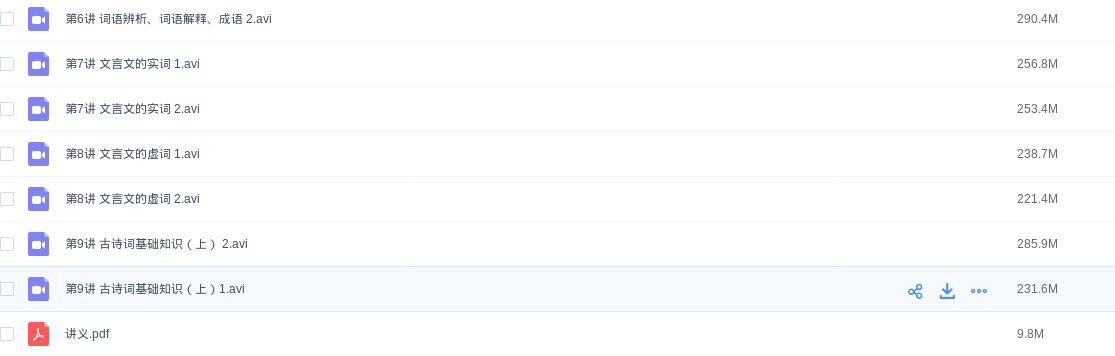 第6讲 词语辨析、词语解释、成语 2.avi 290.4M
第7讲 文言文的实词 1.avi 256.8M
第7讲 文言文的实词 2.avi 253.4M
第8讲 文言文的虚词 1.avi 238.7M
第8讲 文言文的虚词 2.avi 221.4M
第9讲 古诗词基础知识（上） 2.avi 285.9M
第9讲 古诗词基础知识（上）1.avi 231.6M
讲义.pdf 9.8M